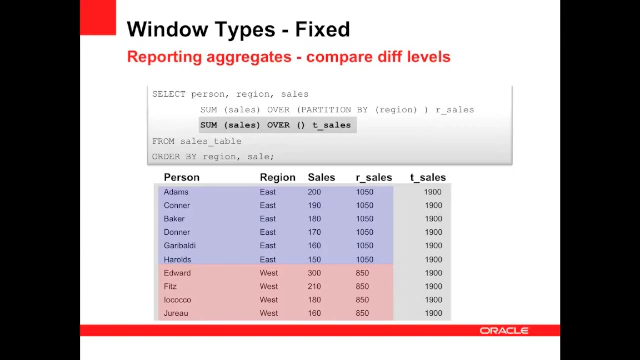 Window Types - Fixed
Reporting aggregates - compare diff levels
SELECT person, region, sales
SUM (sales) OVER (PARTITION BY (region) ) r_sales
SUM (sales) OVER () t_sales
FROM sales_table
ORDER BY region, sale;
Person Region Sales r_sales t_sales
Adams East 200 1050 1900
Conner East 190 1050 1900
Baker East 180 1050 1900
Donner East 170 1050 1900
Garibaldi East 160 1050 1900
Harolds East 150 1050 1900
Edward West 300 850 1900
Fitz West 210 850 1900
Iococco West 180 850 1900
Jureau West 160 850 1900
ORACLE